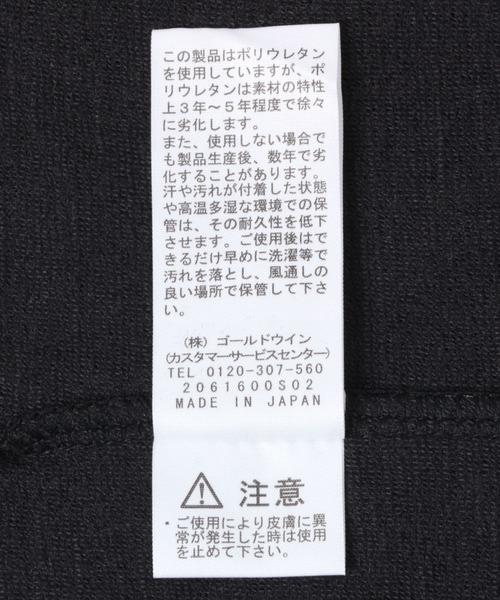 この製品はポリウレタン
を使用していますが、ポ
リウレタンは素材の特性
上３年～５年程度で徐々
に劣化します。
また、使用しない場合で
も製品生産後、数年で劣
化することがあります。
汗や汚れが付着した状態
や高温多湿な環境での保
管は、その耐久性を低下
させます。ご使用後はで
きるだけ早めに洗濯等で
汚れを落とし、風通しの
良い場所で保管して下さ
い。
（株）ゴールドウイン
(カスタマーサービスセンター)
TEL 0120-307-560
2061600S02
MADE IN JAPAN
注意
・ご使用により皮膚に異
常が発生した時は使用
を止めて下さい。